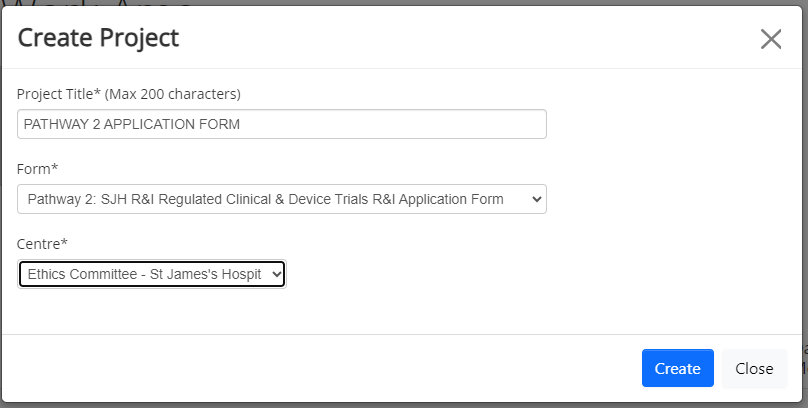 Create Project
Project Title* (Max 200 characters)
PATHWAY 2 APPLICATION FORM
Form*
Pathway 2: SJH R&I Regulated Clinical & Device Trials R&I Application Form
Centre*
Ethics Committee - St James's Hospit
Create Close